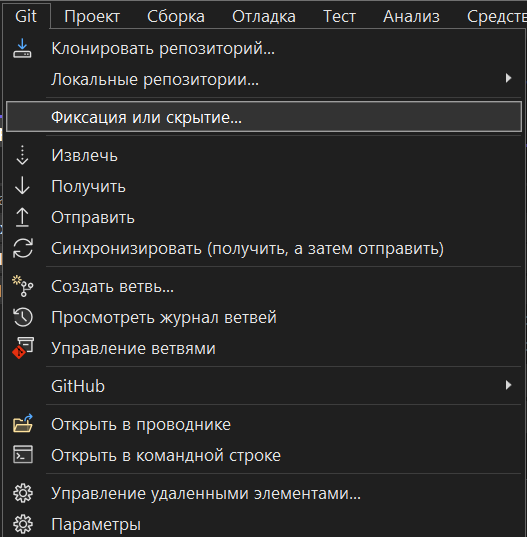 Git Проект Сборка Отладка Тест Анализ Средств
Клонировать репозиторий...
Локальные репозитории...
Фиксация или скрытие...
Извлечь
Получить
Отправить
Синхронизировать (получить, а затем отправить)
Создать ветвь...
Просмотреть журнал ветвей
Управление ветвями
GitHub
Открыть в проводнике
Открыть в командной строке
Управление удаленными элементами...
Параметры